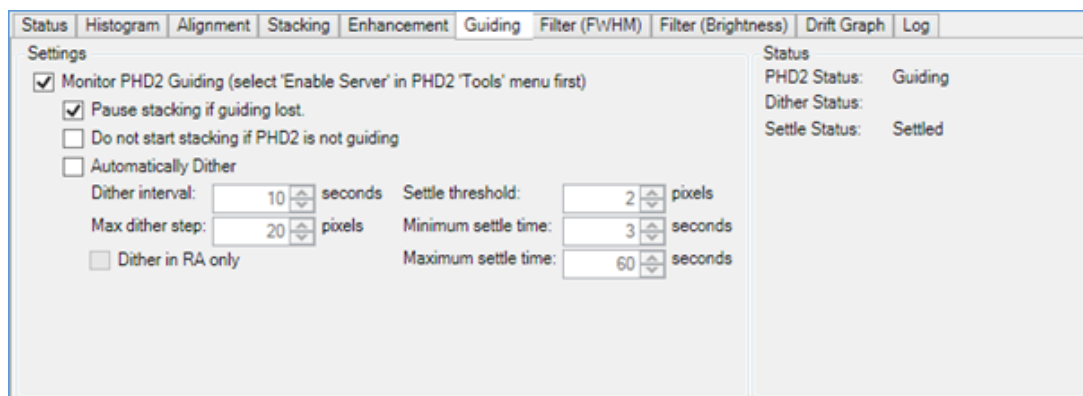 Status Histogram Alignment Stacking Enhancement Guiding Filter (FWHM) Filter (Brightness) Drift Graph Log
Settings
Monitor PHD2 Guiding (select 'Enable Server' in PHD2 'Tools' menu first)
Pause stacking if guiding lost.
Do not start stacking if PHD2 is not guiding
Automatically Dither
Dither interval: 10 seconds Settle threshold: 2 pixels
Max dither step: 20 pixels Minimum settle time: 3 seconds
Dither in RA only Maximum settle time: 60 seconds
Status
PHD2 Status: Guiding
Dither Status:
Settle Status: Settled